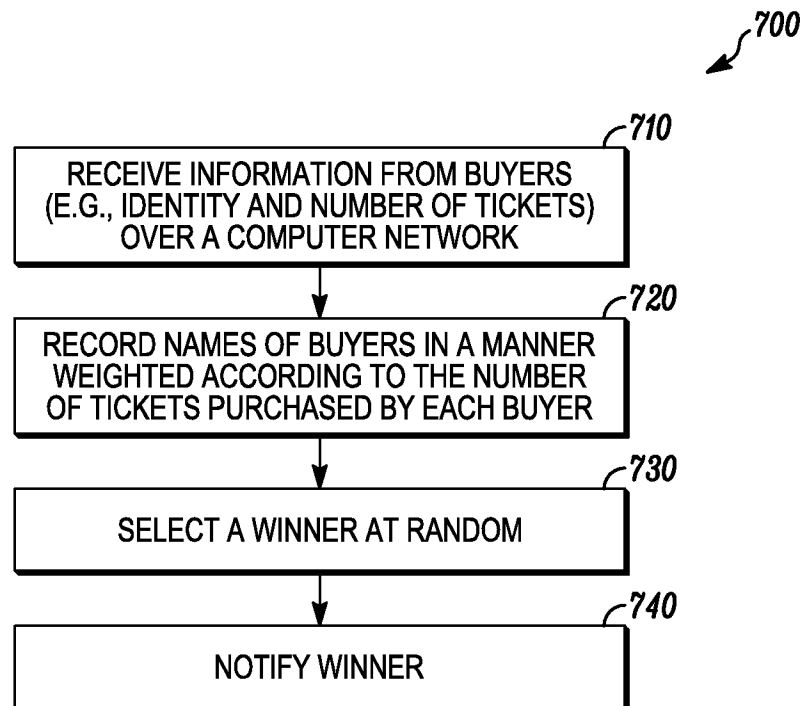 700
710
RECEIVE INFORMATION FROM BUYERS
(E.G., IDENTITY AND NUMBER OF TICKETS)
OVER A COMPUTER NETWORK
720
RECORD NAMES OF BUYERS IN A MANNER
WEIGHTED ACCORDING TO THE NUMBER
OF TICKETS PURCHASED BY EACH BUYER
730
SELECT A WINNER AT RANDOM
740
NOTIFY WINNER